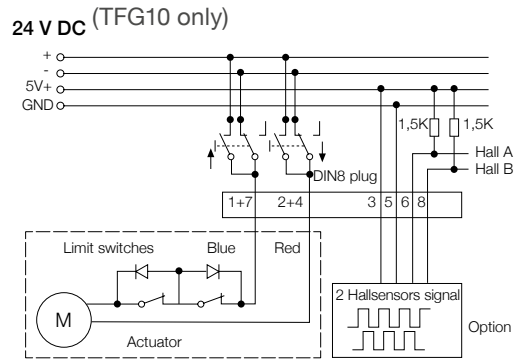 24 V DC (TFG10 only)
+
-
5V+
GND
1,5K 1,5K
Hall A
Hall B
DIN8 plug
1+7 2+4 3 5 6 8
Limit switches Blue Red
2 Hallsensors signal
M
Option
Actuator